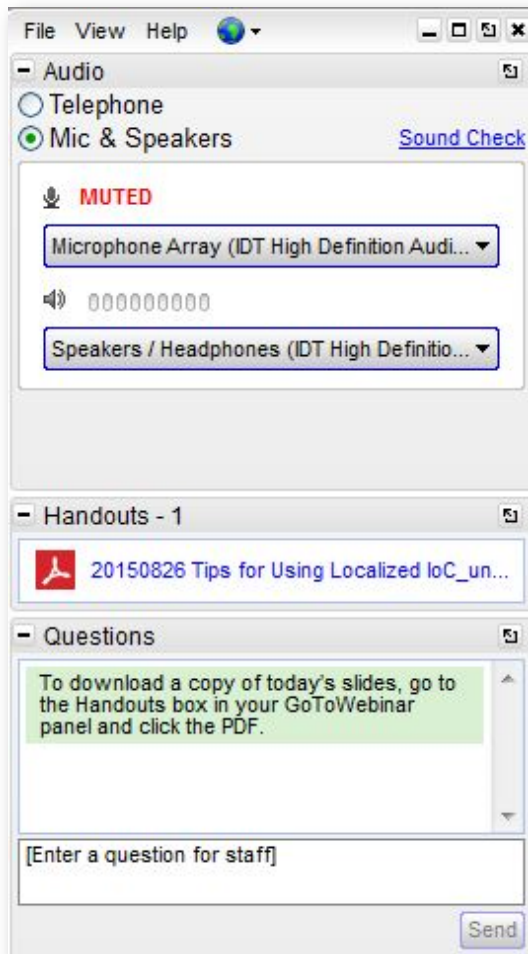 File View Help
Audio
Telephone
Mic & Speakers Sound Check
MUTED
Microphone Array (IDT High Definition Audi...
Speakers / Headphones (IDT High Definitio...
Handouts - 1
20150826 Tips for Using Localized IoC_un...
Questions
To download a copy of today's slides, go to
the Handouts box in your GoToWebinar
panel and click the PDF.
[Enter a question for staff]
Send